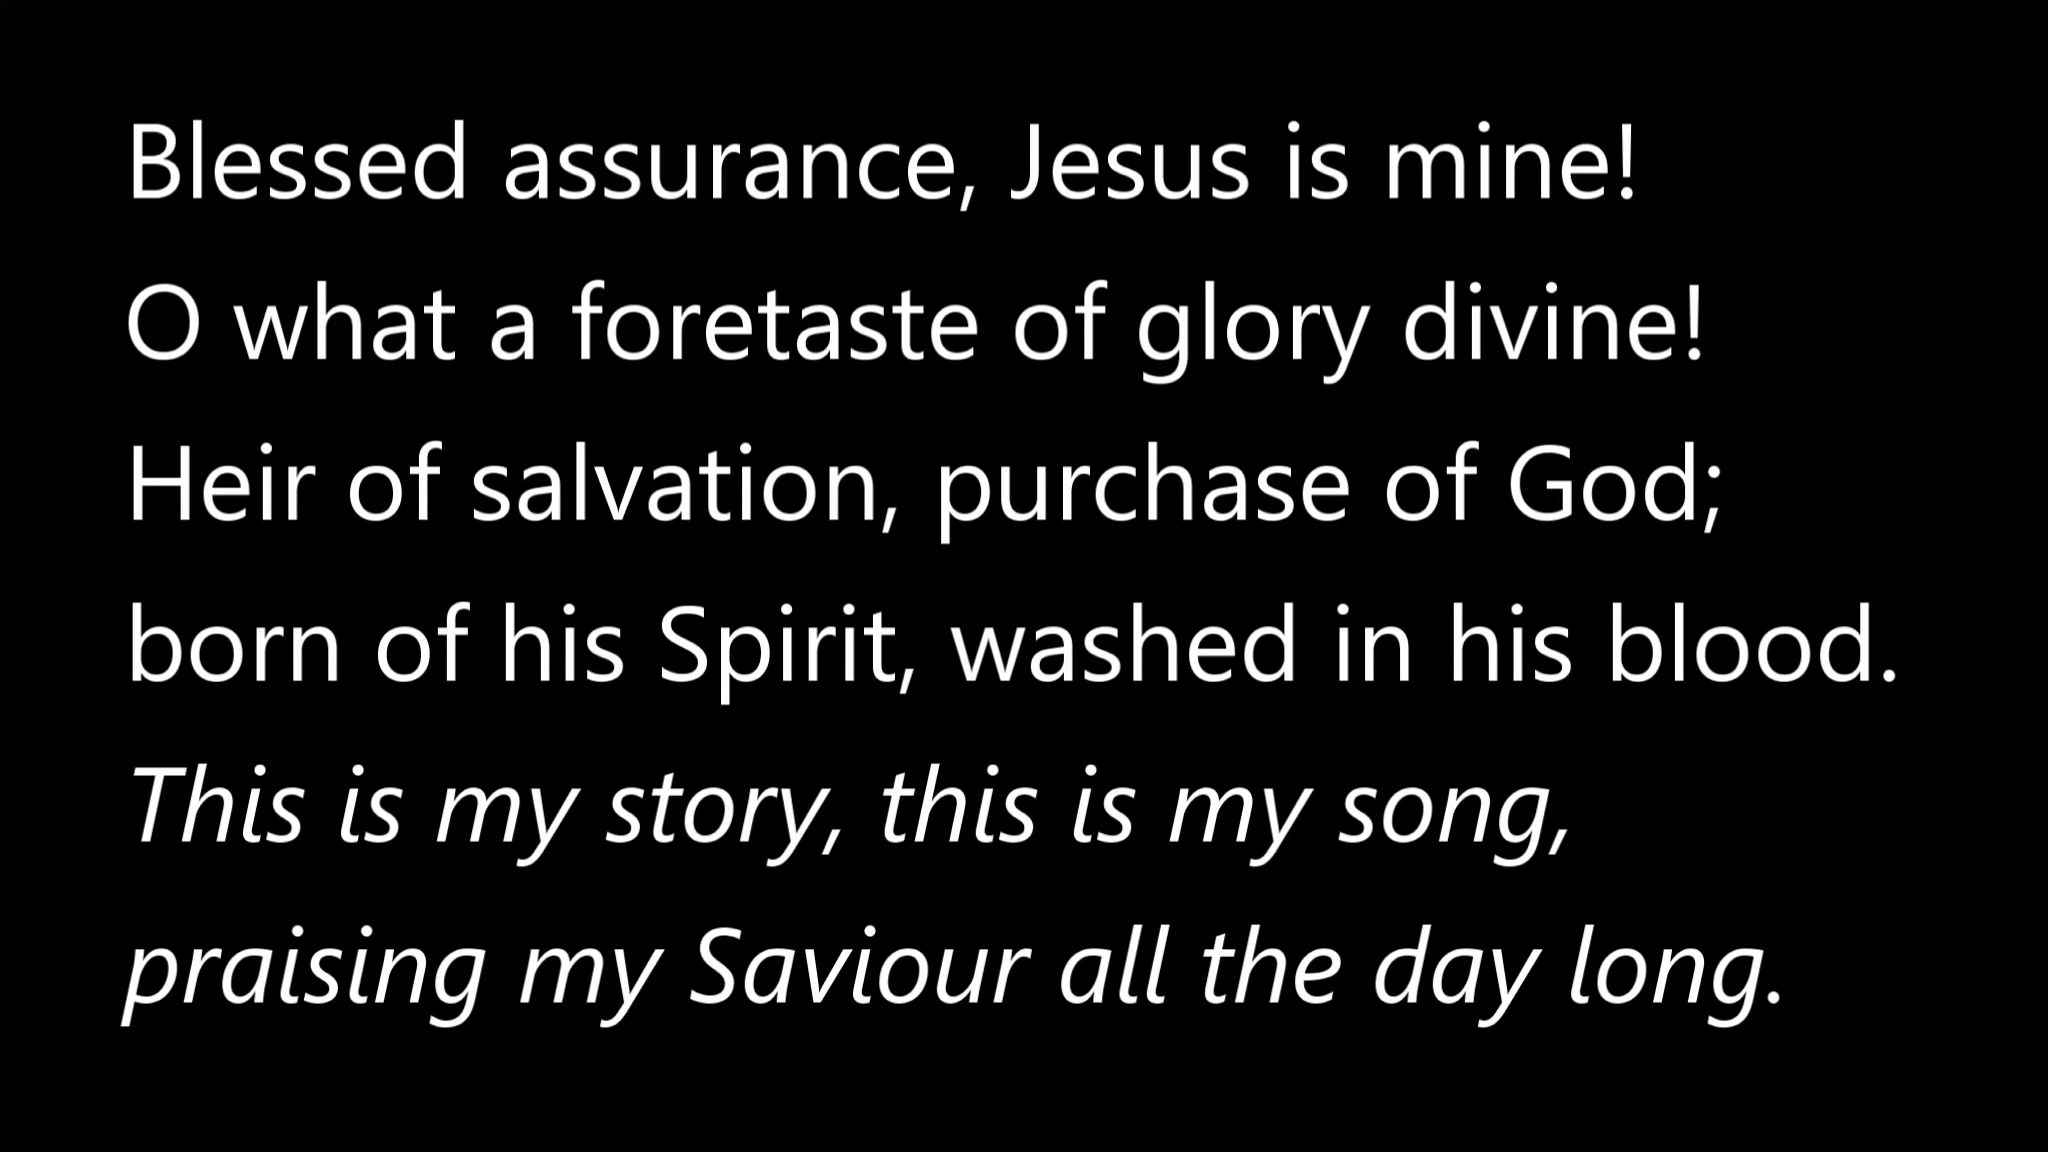 Blessed assurance, Jesus is mine!
O what a foretaste of glory divine!
Heir of salvation, purchase of God;
born of his Spirit, washed in his blood.
This is my story, this is my song,
praising my Saviour all the day long.